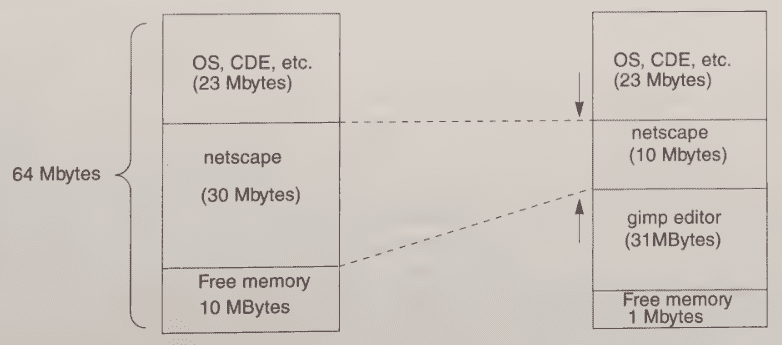 64 Mbytes
OS, CDE, etc.
(23 Mbytes)
netscape
(30 Mbytes)
Free memory
10 MBytes
OS, CDE, etc.
(23 Mbytes)
netscape
(10 Mbytes)
gimp editor
(31MBytes)
Free memory
1 Mbytes